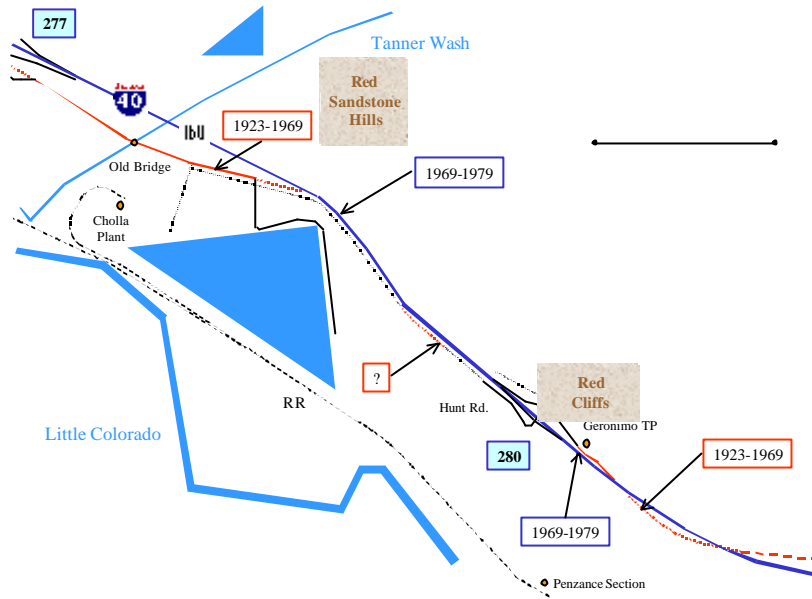 277
Tanner Wash
40
Red
Sandstone
Hills
1923-1969
Old Bridge
1969-1979
Cholla
Plant
?
Red
Cliffs
RR
Hunt Rd.
Geronimo TP
Little Colorado
280
1923-1969
1969-1979
Penzance Section